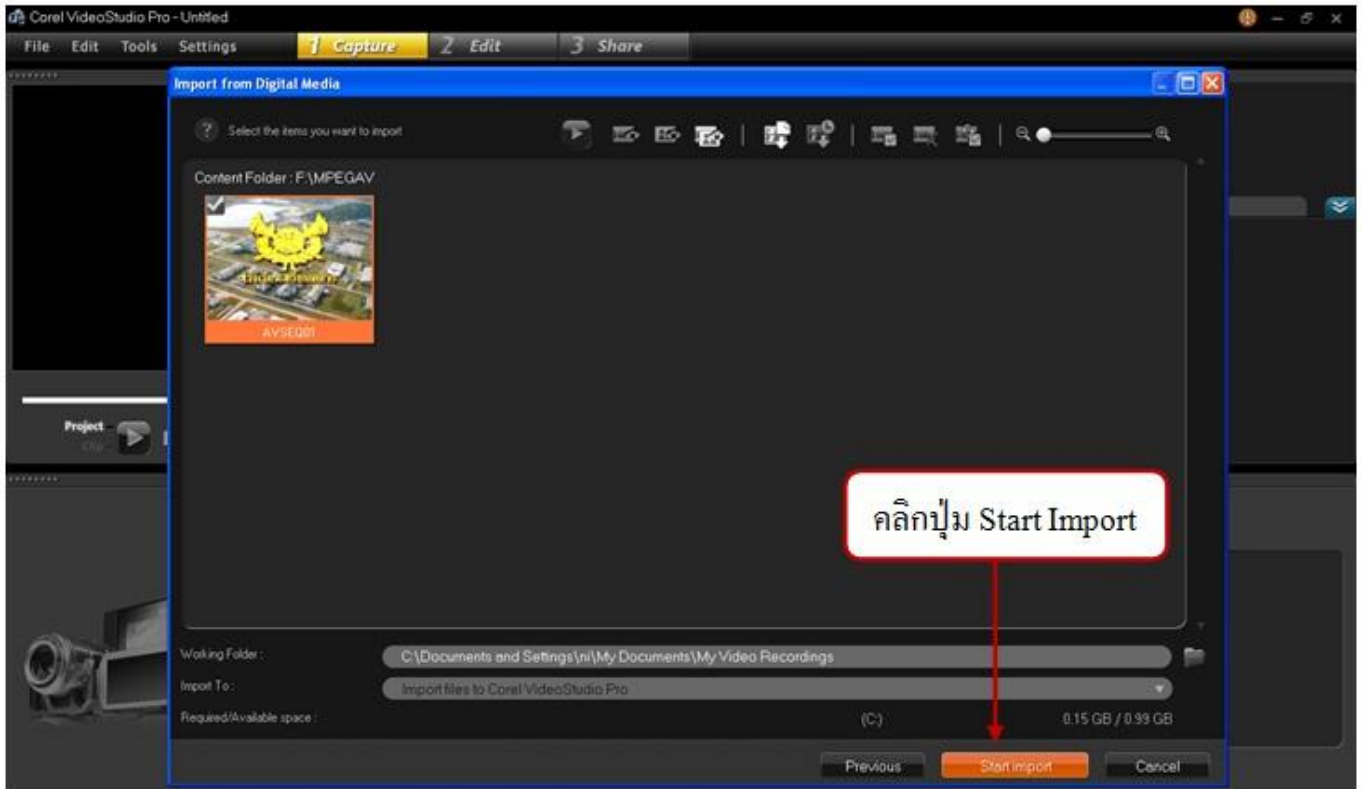 Corel VideoStudio Pro - Untitled
File Edit Tools Settings 1 Capture 2 Edit 3 Share
Import from Digital Media
? Select the items you want to import
Content Folder : F:\MPEGAV
AVSEQ01
Project
Clip
คลิกปุ่ม Start Import
Working Folder : C:\Documents and Settings\ni\My Documents\My Video Recordings
Import To : Import files to Corel VideoStudio Pro
Required/Available space : (C:) 0.15 GB / 0.99 GB
Previous Start import Cancel